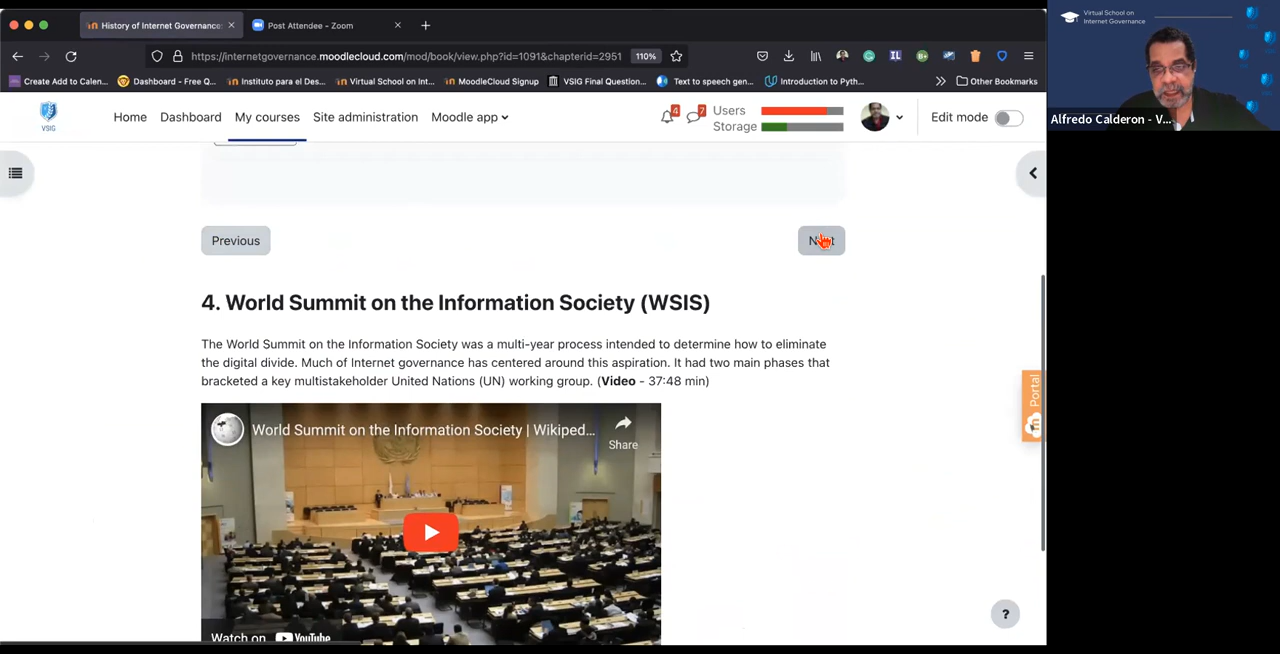 History of Internet Governance:
Post Attendee - Zoom
https://internetgovernance.moodlecloud.com/mod/book/view.php?id=1091&chapterid=2951
110%
Create Add to Calen...
Dashboard - Free Q...
Instituto para el Des...
Virtual School on Int...
MoodleCloud Signup
VSIG Final Question...
Text to speech gen...
Introduction to Pyth...
Other Bookmarks
VSIG
Home
Dashboard
My courses
Site administration
Moodle app
4
7
Users
Storage
Edit mode
Virtual School on
Internet Governance
Alfredo Calderon - V...
Previous
4. World Summit on the Information Society (WSIS)
The World Summit on the Information Society was a multi-year process intended to determine how to eliminate
the digital divide. Much of Internet governance has centered around this aspiration. It had two main phases that
bracketed a key multistakeholder United Nations (UN) working group. (Video - 37:48 min)
World Summit on the Information Society | Wikiped...
Share
Watch on YouTube
Portal
?